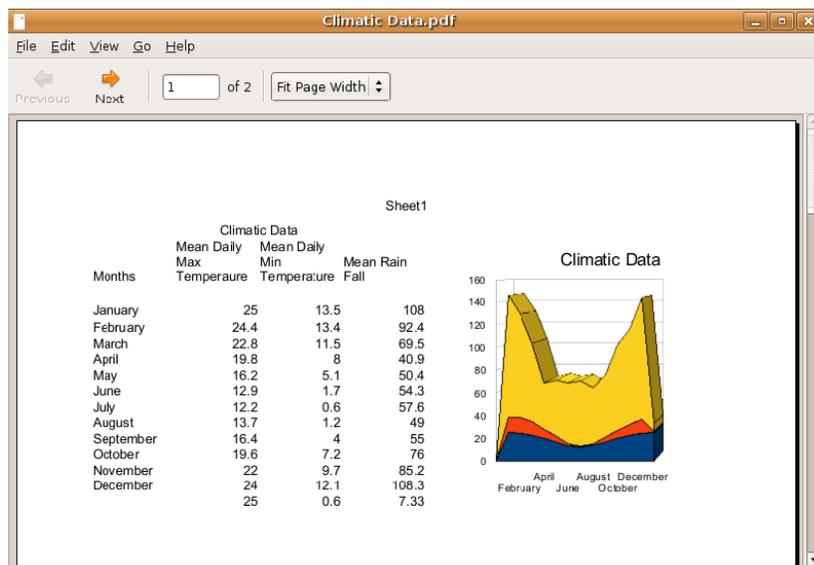 Climatic Data.pdf
File Edit View Go Help
Previous Next 1 of 2 Fit Page Width
Sheet1
Climatic Data
Mean Daily Mean Daily
Max Min Mean Rain
Months Temperaure Temperature Fall
January 25 13.5 108
February 24.4 13.4 92.4
March 22.8 11.5 69.5
April 19.8 8 40.9
May 16.2 5.1 50.4
June 12.9 1.7 54.3
July 12.2 0.6 57.6
August 13.7 1.2 49
September 16.4 4 55
October 19.6 7.2 76
November 22 9.7 85.2
December 24 12.1 108.3
25 0.6 7.33
Climatic Data
160
140
120
100
80
60
40
20
0
April August December
February June October